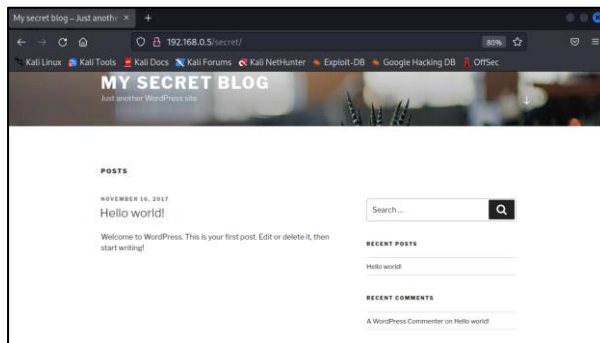 My secret blog – Just anoth
192.168.0.5/secret/
80%
Kali Linux Kali Tools Kali Docs Kali Forums Kali NetHunter Exploit-DB Google Hacking DB OffSec
MY SECRET BLOG
Just another WordPress site
POSTS
NOVEMBER 16, 2017
Hello world!
Welcome to WordPress. This is your first post. Edit or delete it, then
start writing!
Search …
RECENT POSTS
Hello world!
RECENT COMMENTS
A WordPress Commenter on Hello world!